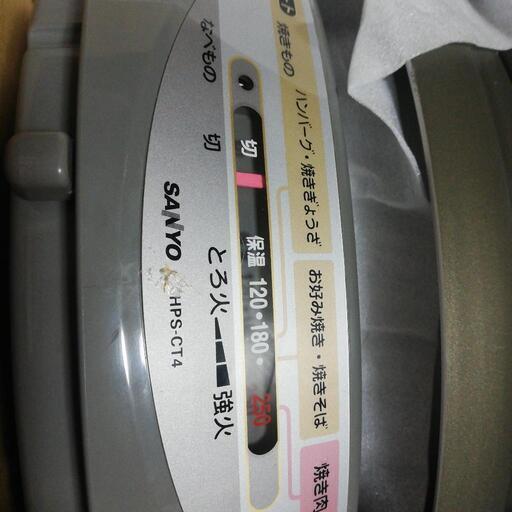 焼きもの
ハンバーグ・焼きぎょうざ
お好み焼き・焼きそば
焼き肉
切 保温 120・180・250
なべもの 切 とろ火 強火
SANYO HPS-CT4